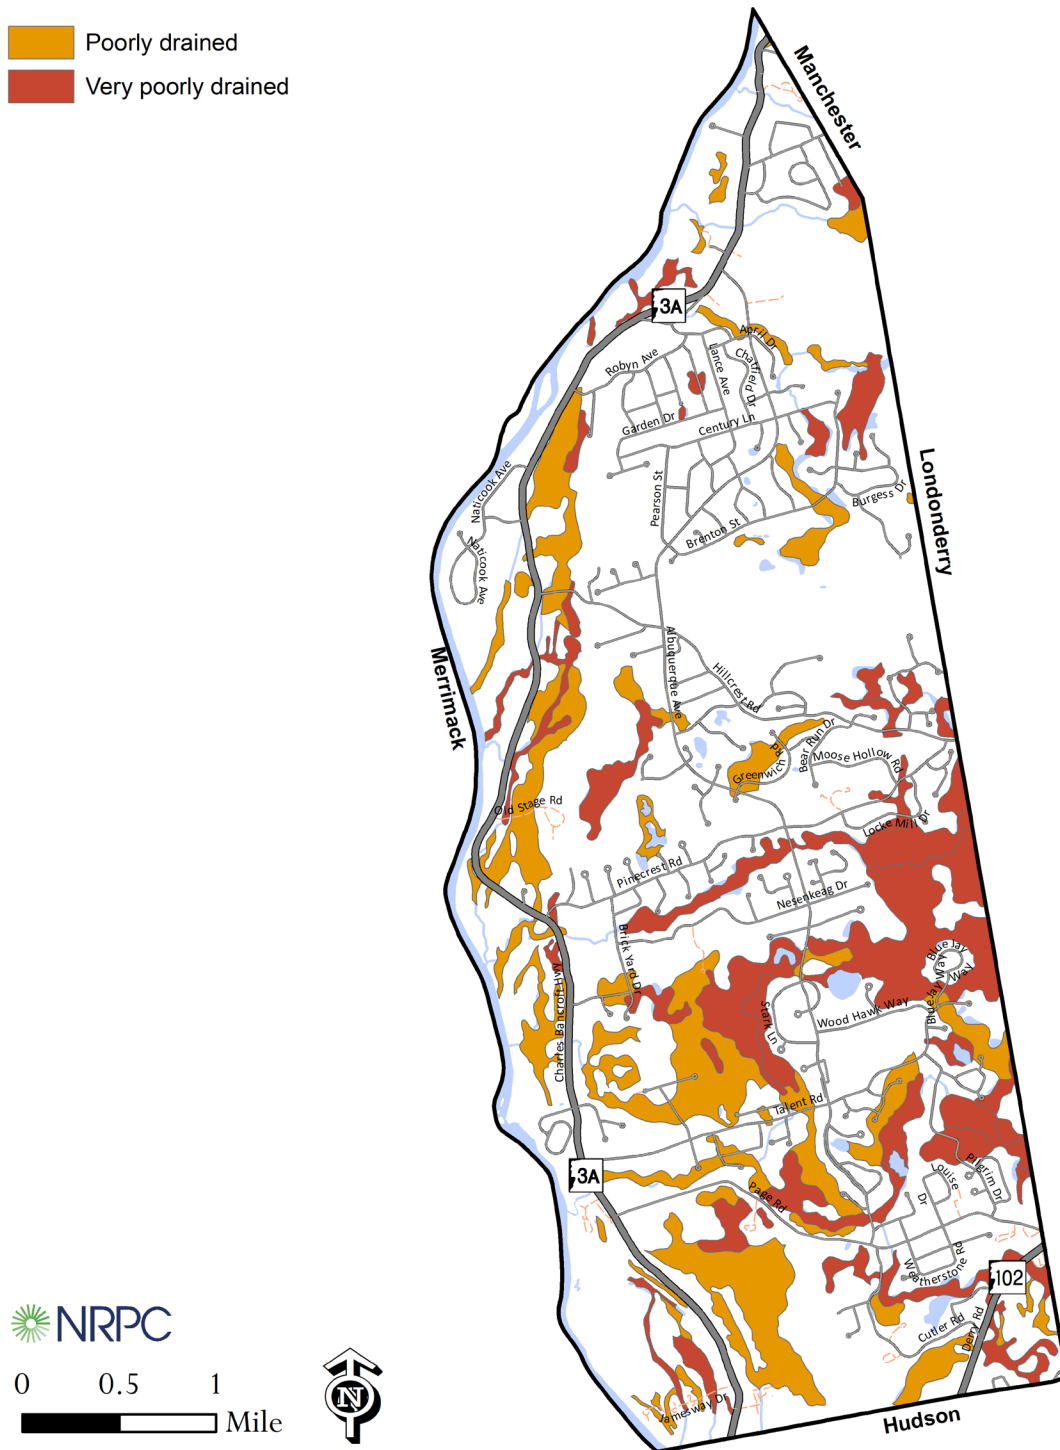 Poorly drained
Very poorly drained
Manchester
3A
April Dr
Robyn Ave
Lance Ave
Chatfield Dr
Garden Dr
Century Ln
Naticook Ave
Pearson St
Burgess Dr
Londonderry
Brenton St
Naticook Ave
Merrimack
Albuquerque Ave
Hillcrest Rd
Bear Run Dr
Greenwich Rd
Moose Hollow Rd
Old Stage Rd
Locke Mill Dr
Pinecrest Rd
Nesenkeag Dr
Brick Yard Dr
Blue Jay Way
Blue Jay Way
Charles Bancroft Hwy
Stark Ln
Wood Hawk Way
Talent Rd
3A
Page Rd
Louise Dr
Pilgrim Dr
Weatherstone Rd
102
Cutler Rd
Derry Rd
Jamesway Dr
Hudson
NRPC
0 0.5 1
Mile
N